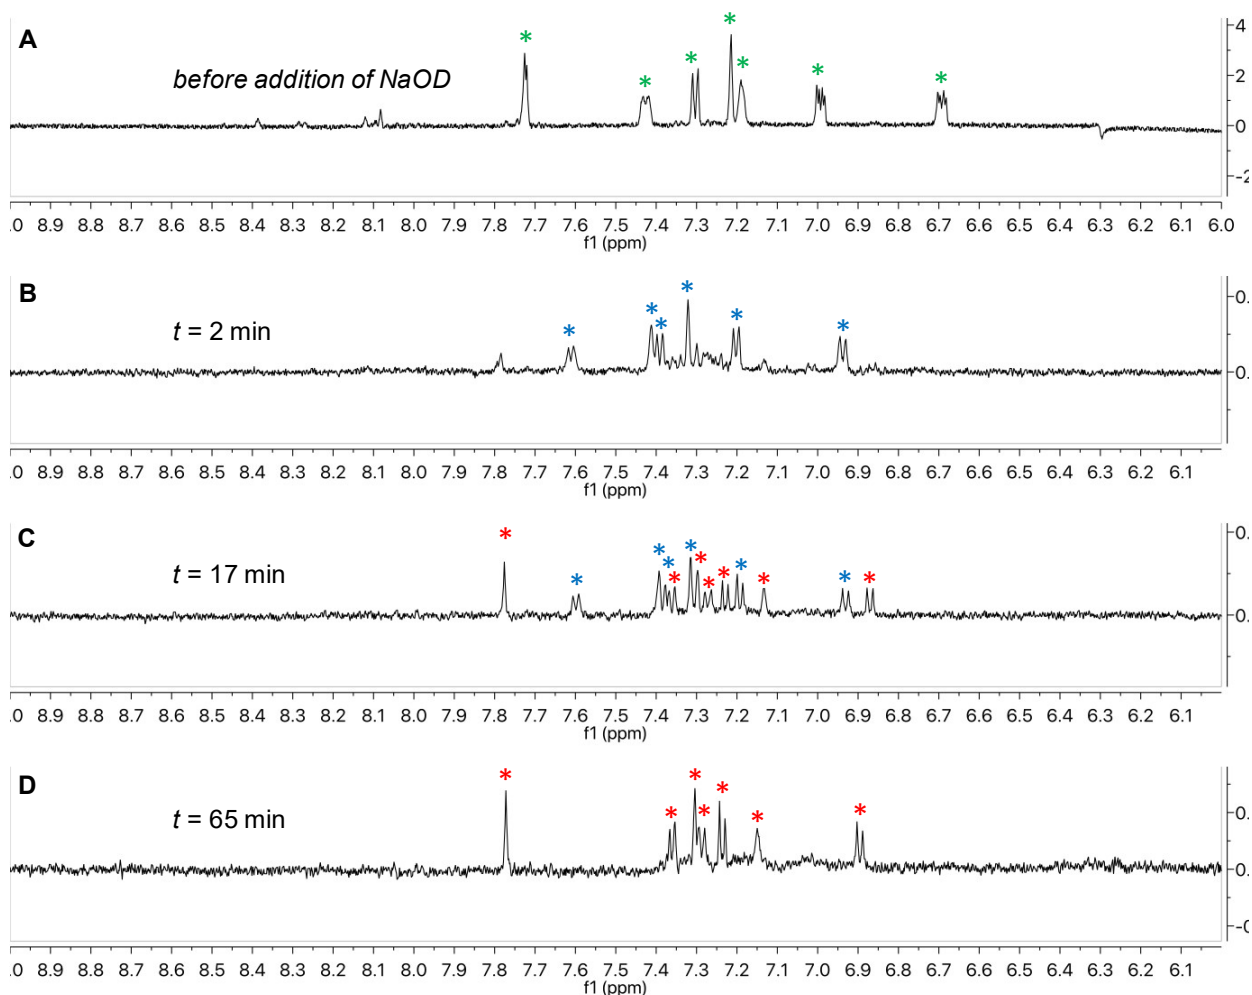 A
before addition of NaOD
* * * * * * *
4
2
0
-2
.0 8.9 8.8 8.7 8.6 8.5 8.4 8.3 8.2 8.1 8.0 7.9 7.8 7.7 7.6 7.5 7.4 7.3 7.2 7.1 7.0 6.9 6.8 6.7 6.6 6.5 6.4 6.3 6.2 6.1 6.0
f1 (ppm)
B
t = 2 min
* * * * * *
0.
0.
.0 8.9 8.8 8.7 8.6 8.5 8.4 8.3 8.2 8.1 8.0 7.9 7.8 7.7 7.6 7.5 7.4 7.3 7.2 7.1 7.0 6.9 6.8 6.7 6.6 6.5 6.4 6.3 6.2 6.1
f1 (ppm)
C
t = 17 min
* * * * * * * * * * * * *
0.
0.
.0 8.9 8.8 8.7 8.6 8.5 8.4 8.3 8.2 8.1 8.0 7.9 7.8 7.7 7.6 7.5 7.4 7.3 7.2 7.1 7.0 6.9 6.8 6.7 6.6 6.5 6.4 6.3 6.2 6.1
f1 (ppm)
D
t = 65 min
* * * * * * *
0.
0.
-0
.0 8.9 8.8 8.7 8.6 8.5 8.4 8.3 8.2 8.1 8.0 7.9 7.8 7.7 7.6 7.5 7.4 7.3 7.2 7.1 7.0 6.9 6.8 6.7 6.6 6.5 6.4 6.3 6.2 6.1
f1 (ppm)